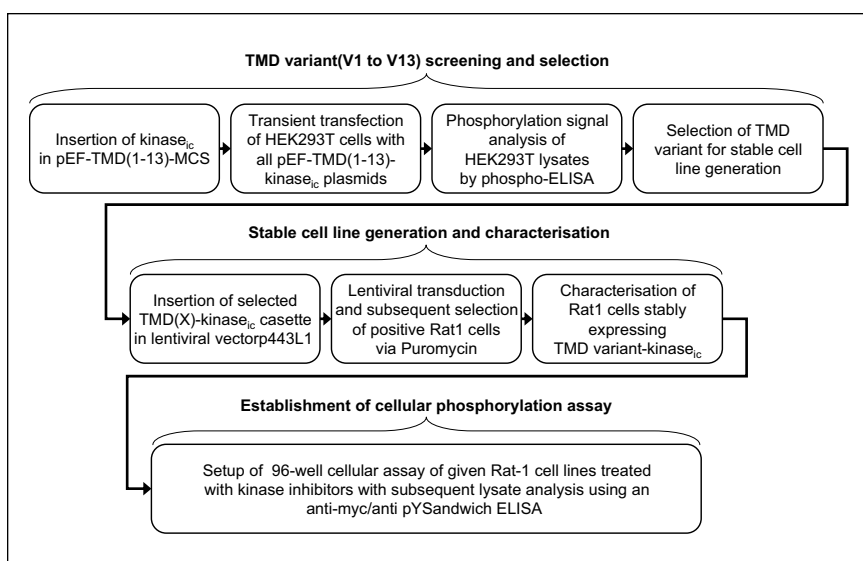 TMD variant(V1 to V13) screening and selection
Insertion of kinaseic
in pEF-TMD(1-13)-MCS
Transient transfection
of HEK293T cells with
all pEF-TMD(1-13)-
kinaseic plasmids
Phosphorylation signal
analysis of
HEK293T lysates
by phospho-ELISA
Selection of TMD
variant for stable cell
line generation
Stable cell line generation and characterisation
Insertion of selected
TMD(X)-kinaseic casette
in lentiviral vectorp443L1
Lentiviral transduction
and subsequent selection
of positive Rat1 cells
via Puromycin
Characterisation of
Rat1 cells stably
expressing
TMD variant-kinaseic
Establishment of cellular phosphorylation assay
Setup of 96-well cellular assay of given Rat-1 cell lines treated
with kinase inhibitors with subsequent lysate analysis using an
anti-myc/anti pYSandwich ELISA